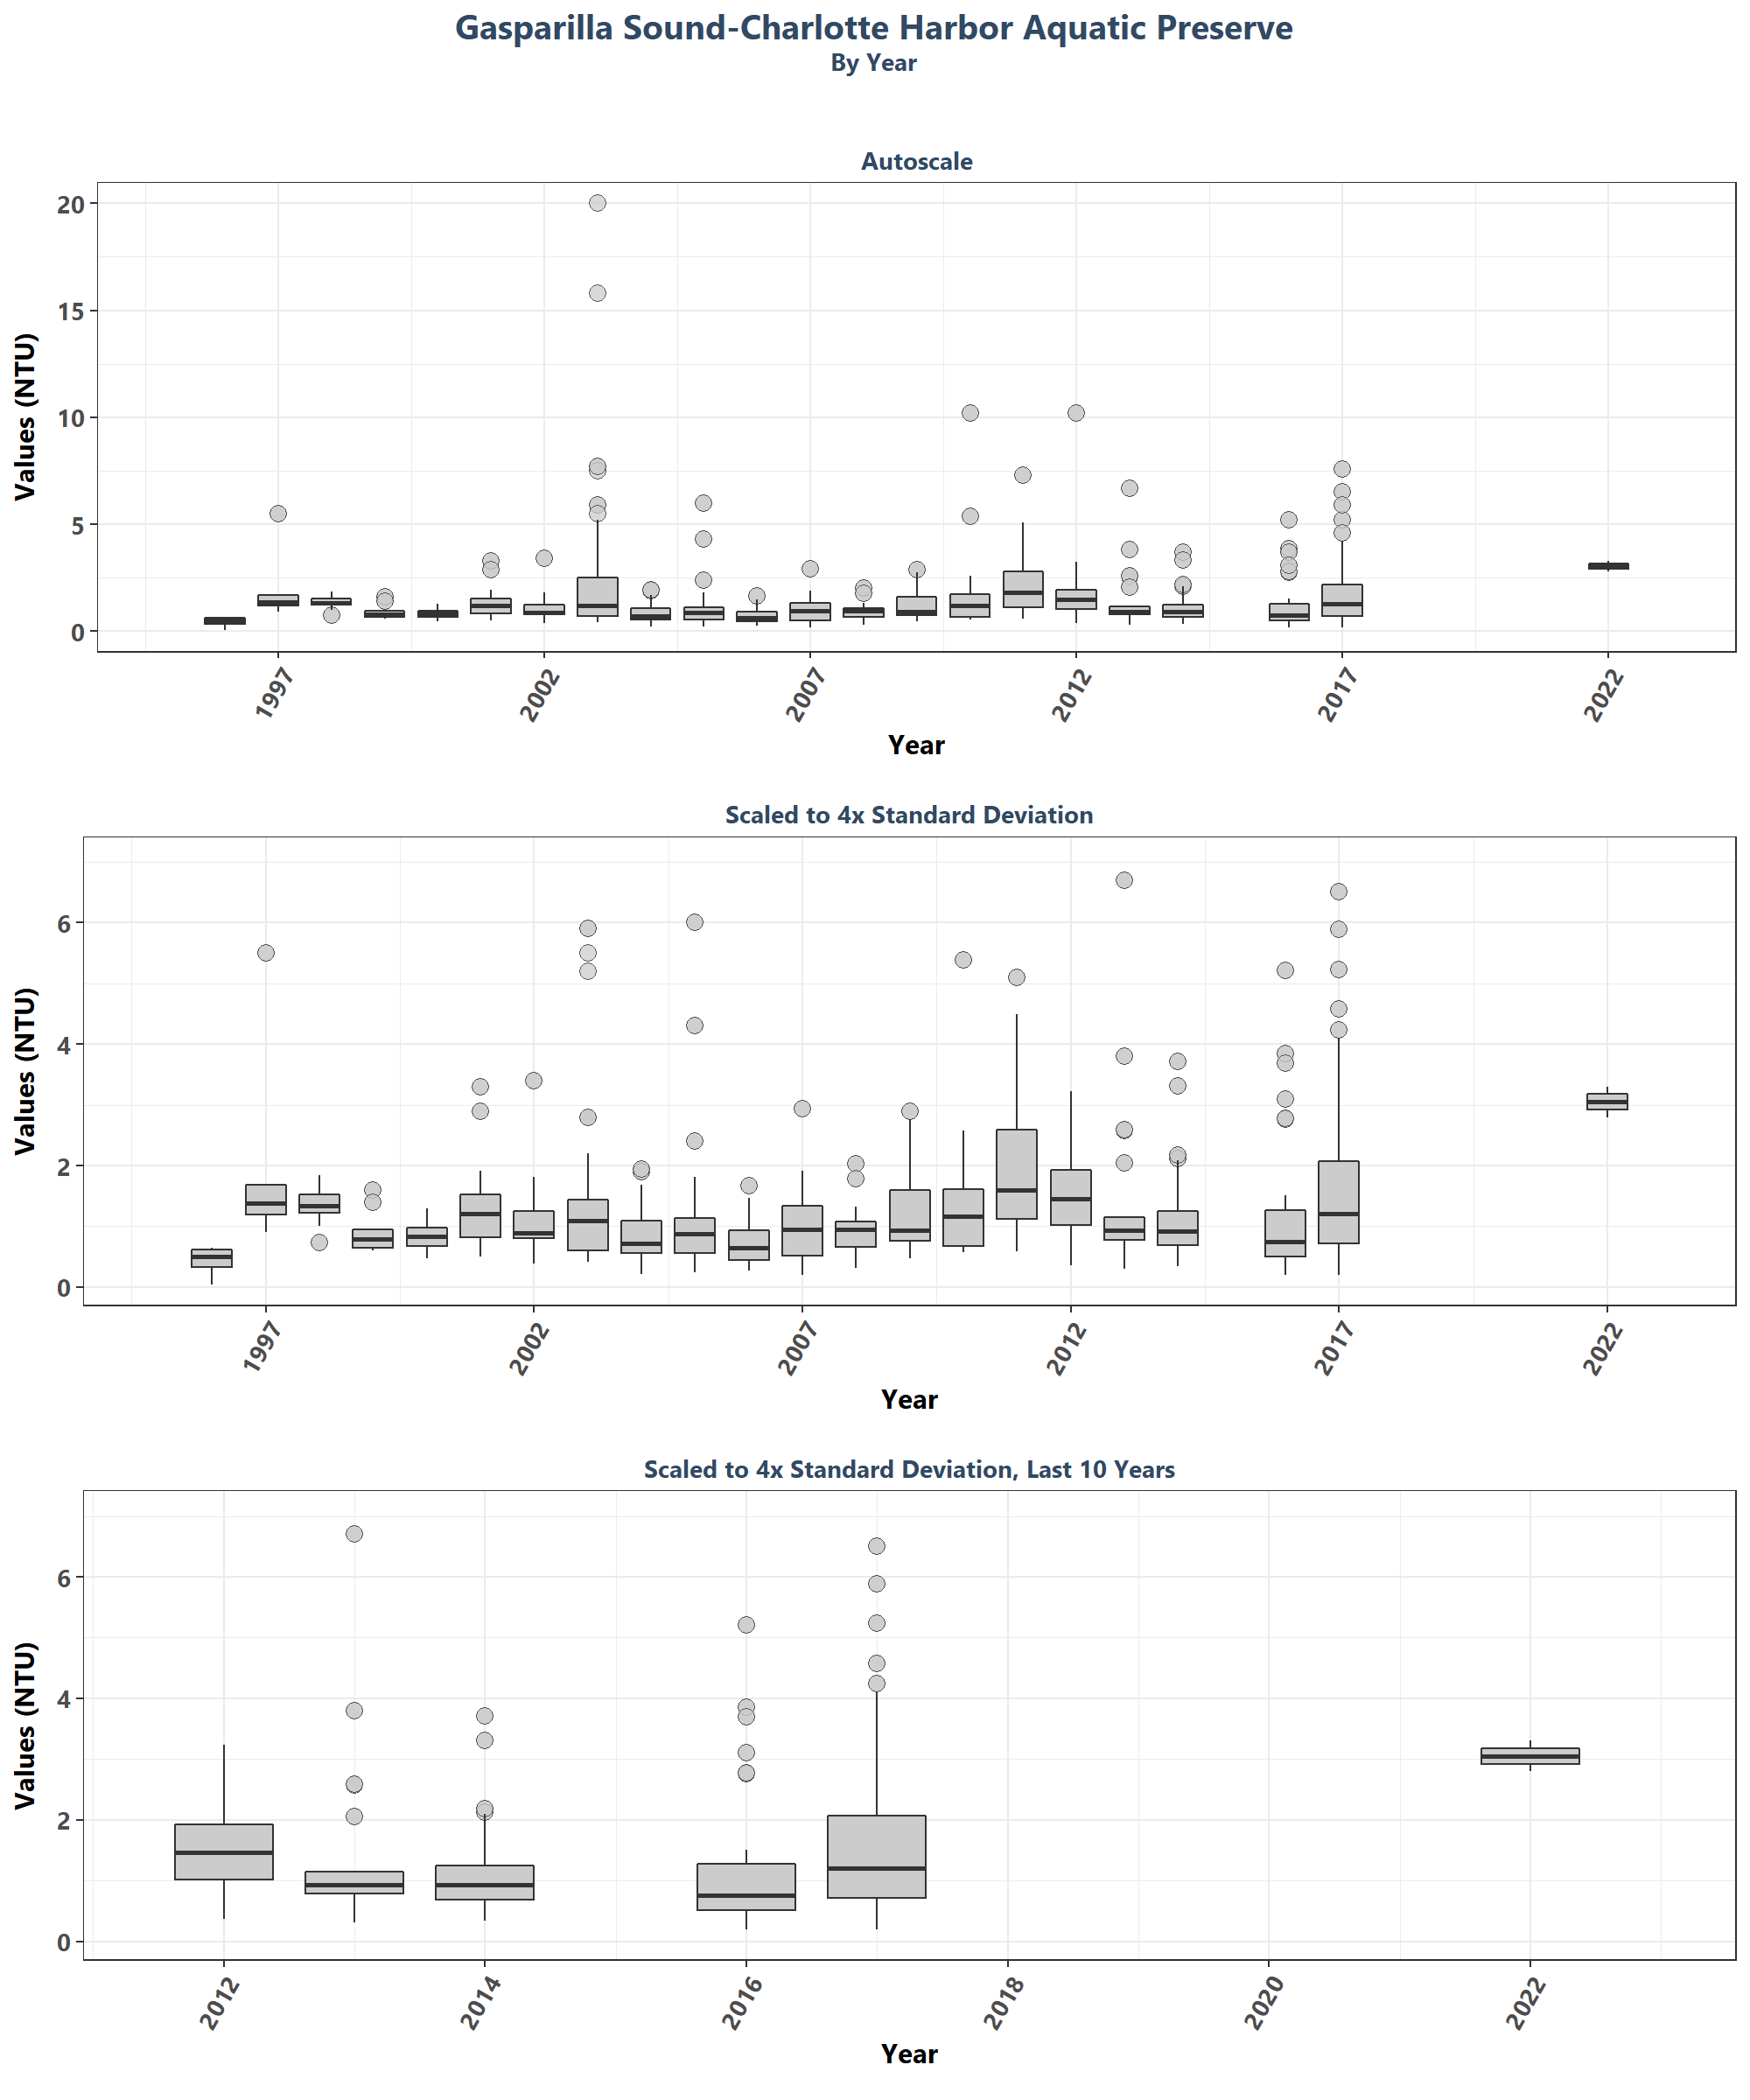 Gasparilla Sound-Charlotte Harbor Aquatic Preserve
By Year
Autoscale
Values (NTU)
20
15
10
5
0
1997 2002 2007 2012 2017 2022
Year
Scaled to 4x Standard Deviation
Values (NTU)
6
4
2
0
1997 2002 2007 2012 2017 2022
Year
Scaled to 4x Standard Deviation, Last 10 Years
Values (NTU)
6
4
2
0
2012 2014 2016 2018 2020 2022
Year